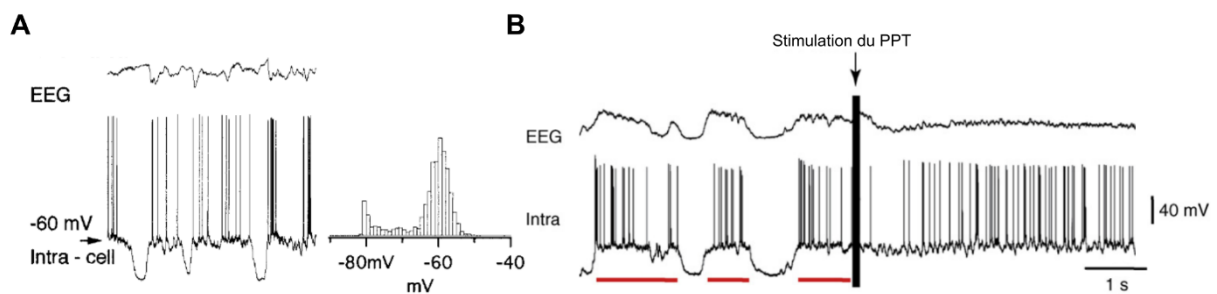 A
EEG
-60 mV
Intra - cell
-80mV
-60
-40
mV
B
Stimulation du PPT
EEG
Intra
40 mV
1 s